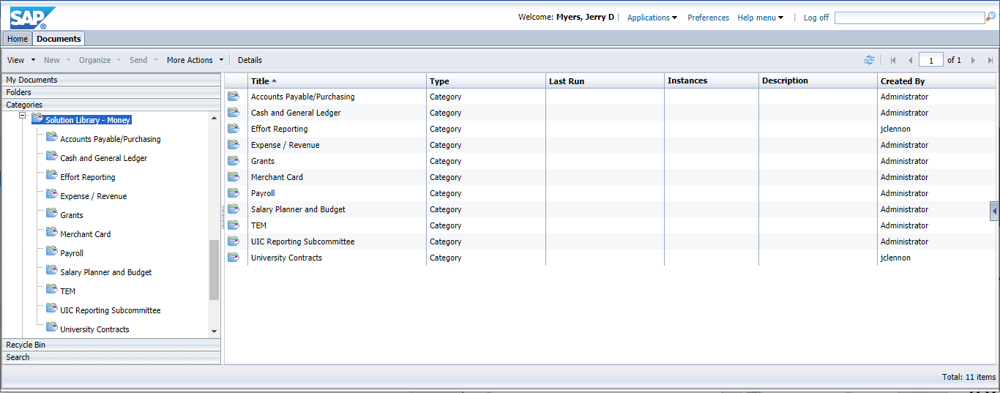 SAP ®
Welcome: Myers, Jerry D | Applications | Preferences Help menu | Log off
Home Documents
View New Organize Send More Actions | Details 1 of 1
My Documents
Folders
Categories
Solution Library - Money
Accounts Payable/Purchasing
Cash and General Ledger
Effort Reporting
Expense / Revenue
Grants
Merchant Card
Payroll
Salary Planner and Budget
TEM
UIC Reporting Subcommittee
University Contracts
Recycle Bin
Search
Title Type Last Run Instances Description Created By
Accounts Payable/Purchasing Category Administrator
Cash and General Ledger Category Administrator
Effort Reporting Category jclennon
Expense / Revenue Category Administrator
Grants Category Administrator
Merchant Card Category Administrator
Payroll Category Administrator
Salary Planner and Budget Category Administrator
TEM Category Administrator
UIC Reporting Subcommittee Category Administrator
University Contracts Category jclennon
Total: 11 items